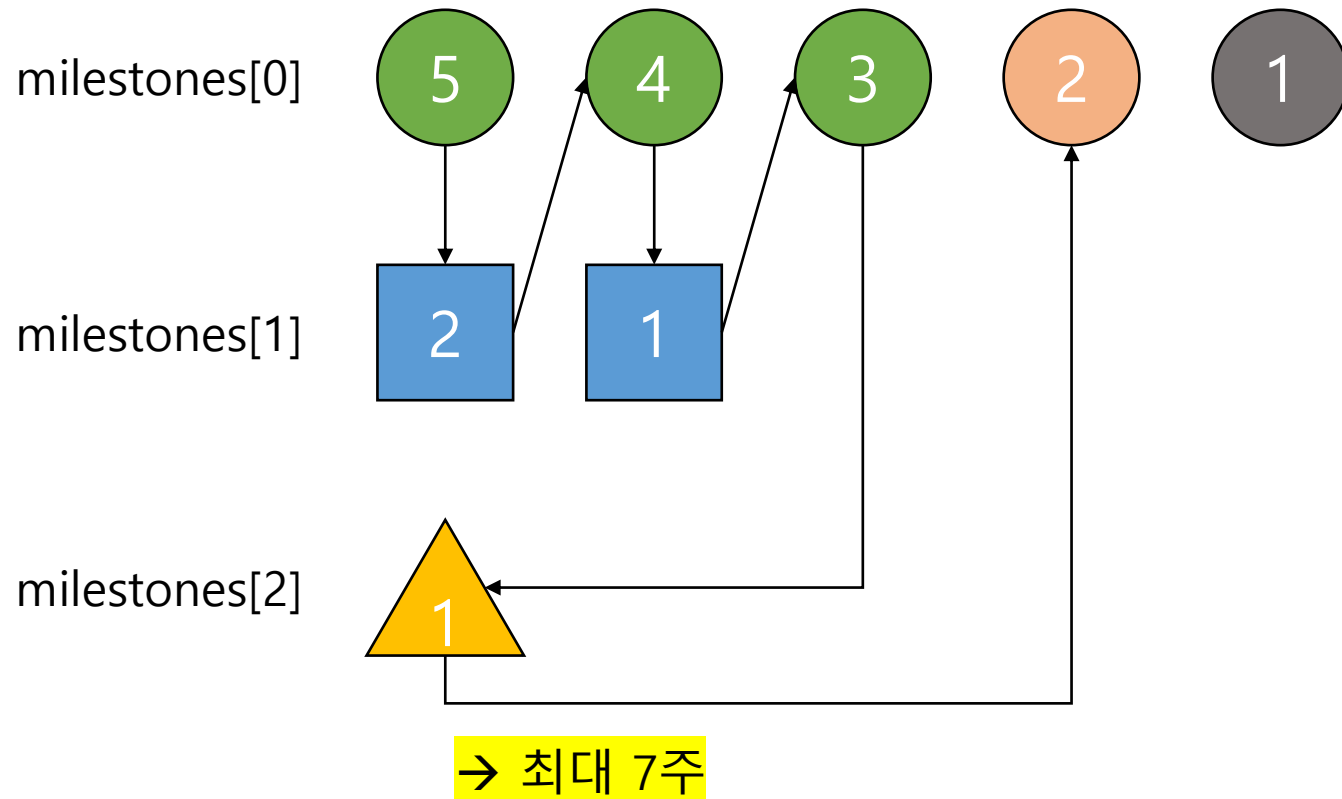 milestones[0] 5 4 3 2 1
milestones[1] 2 1
milestones[2] 1
→ 최대 7주